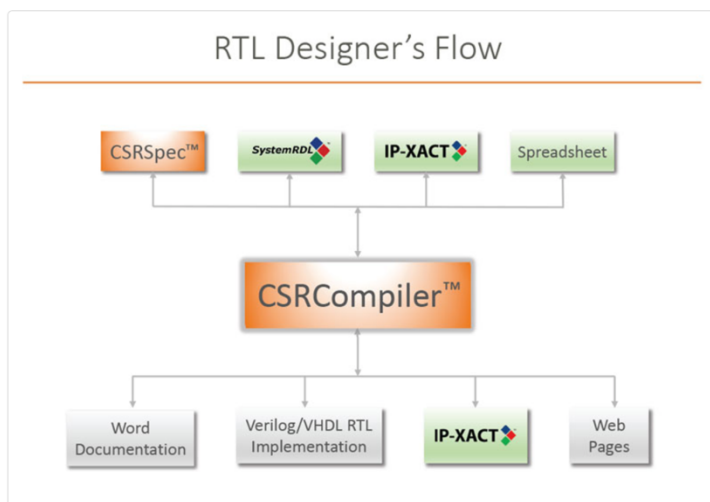 RTL Designer's Flow
CSRSpec™
SystemRDL
IP-XACT
Spreadsheet
CSRCompiler™
Word
Documentation
Verilog/VHDL RTL
Implementation
IP-XACT
Web
Pages